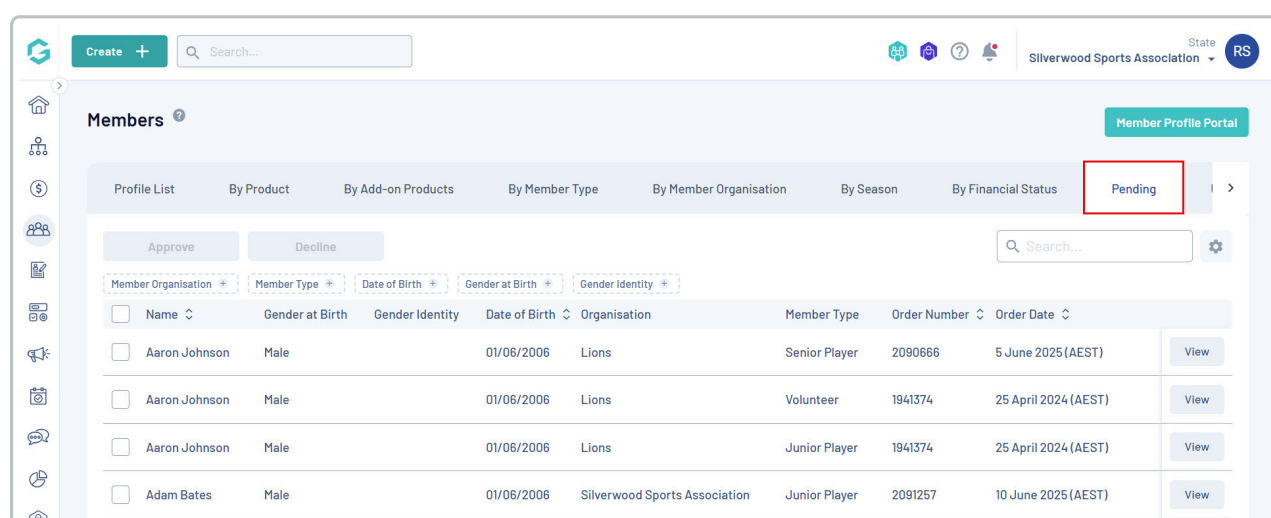 Create +
Search...
State
Silverwood Sports Association
RS
Members
Member Profile Portal
Profile List By Product By Add-on Products By Member Type By Member Organisation By Season By Financial Status Pending
Approve Decline Search...
Member Organisation + Member Type + Date of Birth + Gender at Birth + Gender Identity +
Name Gender at Birth Gender Identity Date of Birth Organisation Member Type Order Number Order Date
Aaron Johnson Male 01/06/2006 Lions Senior Player 2090666 5 June 2025 (AEST) View
Aaron Johnson Male 01/06/2006 Lions Volunteer 1941374 25 April 2024 (AEST) View
Aaron Johnson Male 01/06/2006 Lions Junior Player 1941374 25 April 2024 (AEST) View
Adam Bates Male 01/06/2006 Silverwood Sports Association Junior Player 2091257 10 June 2025 (AEST) View